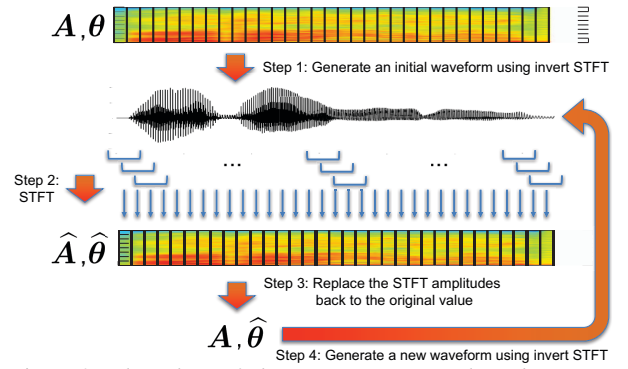 A, θ
Step 1: Generate an initial waveform using invert STFT
...
...
Step 2:
STFT
Â, θ̂
Step 3: Replace the STFT amplitudes
back to the original value
A, θ̂
Step 4: Generate a new waveform using invert STFT